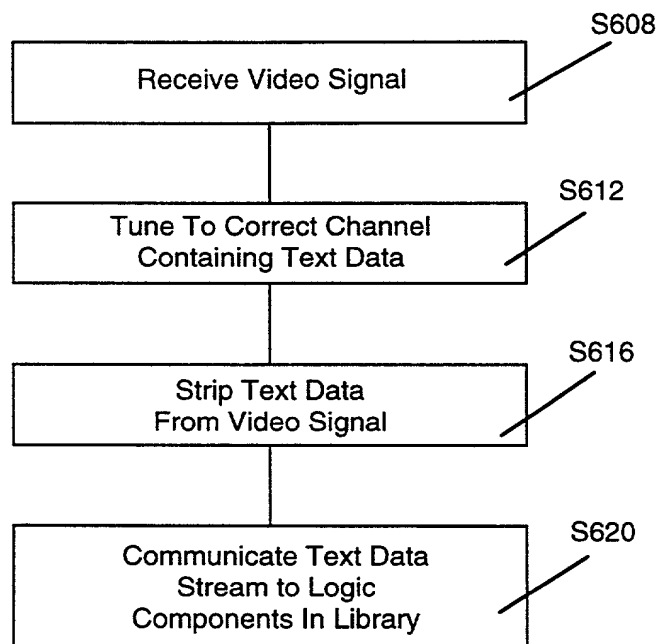 S608
Receive Video Signal
S612
Tune To Correct Channel
Containing Text Data
S616
Strip Text Data
From Video Signal
S620
Communicate Text Data
Stream to Logic
Components In Library